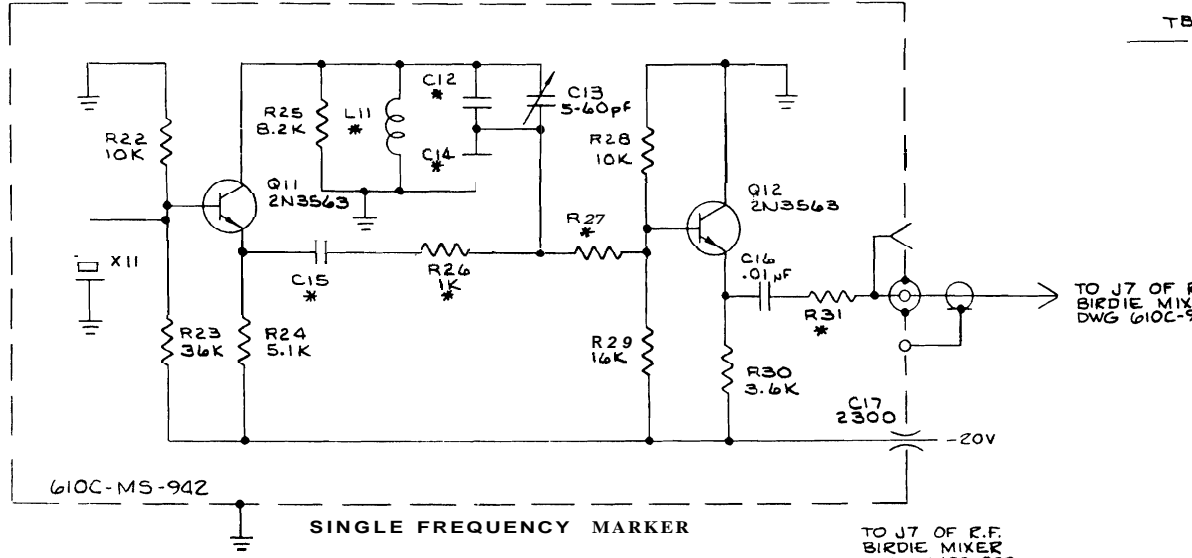 TB
C12
*
C13
5-60pF
R25
8.2K
L11
*
R22
10K
R28
10K
C14
*
Q11
2N3563
Q12
2N3563
R27
*
X11
C15
*
R26
1K
*
C16
.01µF
R31
*
TO J7 OF R
BIRDIE MIX
DWG 610C-9
R23
36K
R24
5.1K
R29
16K
R30
3.6K
C17
2300
-20V
610C-MS-942
SINGLE FREQUENCY MARKER
TO J7 OF R.F.
BIRDIE MIXER